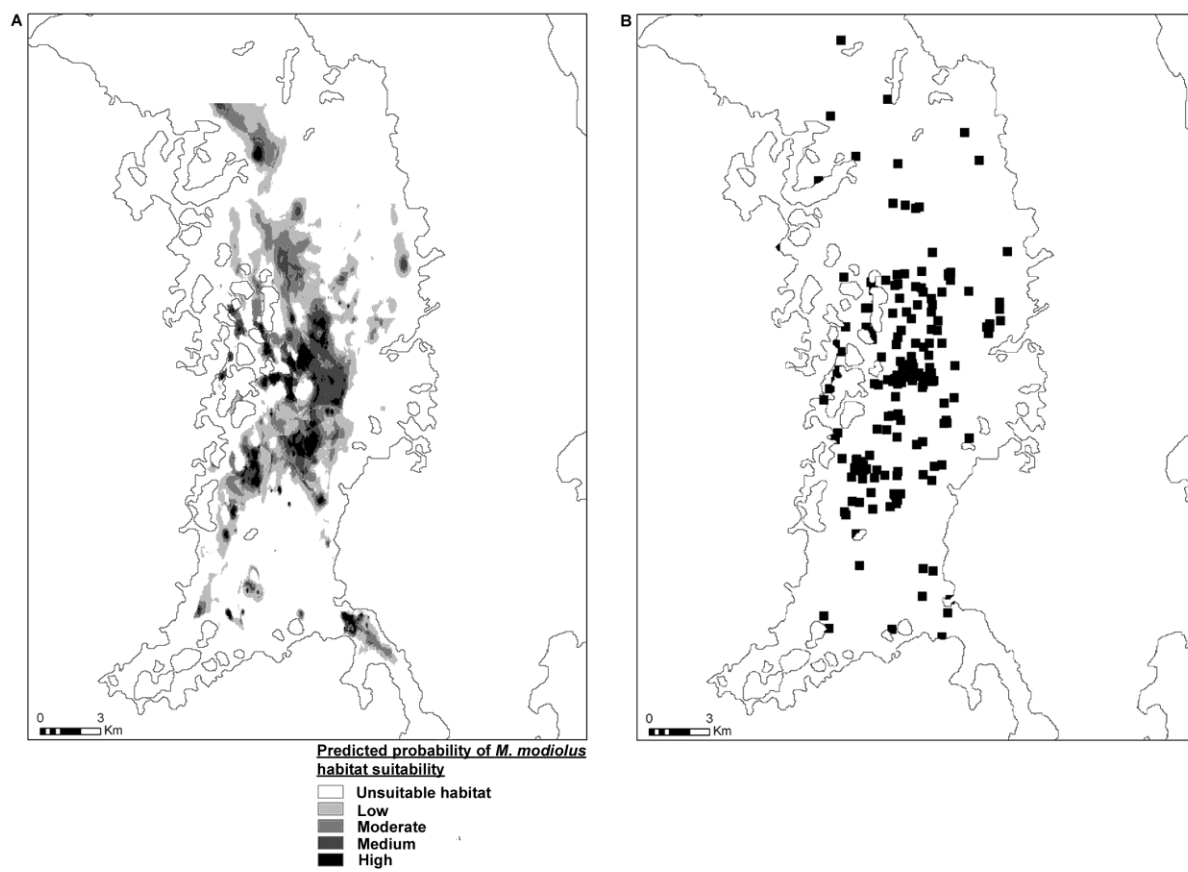 A
B
0 3
Km
0 3
Km
Predicted probability of M. modiolus
habitat suitability
Unsuitable habitat
Low
Moderate
Medium
High